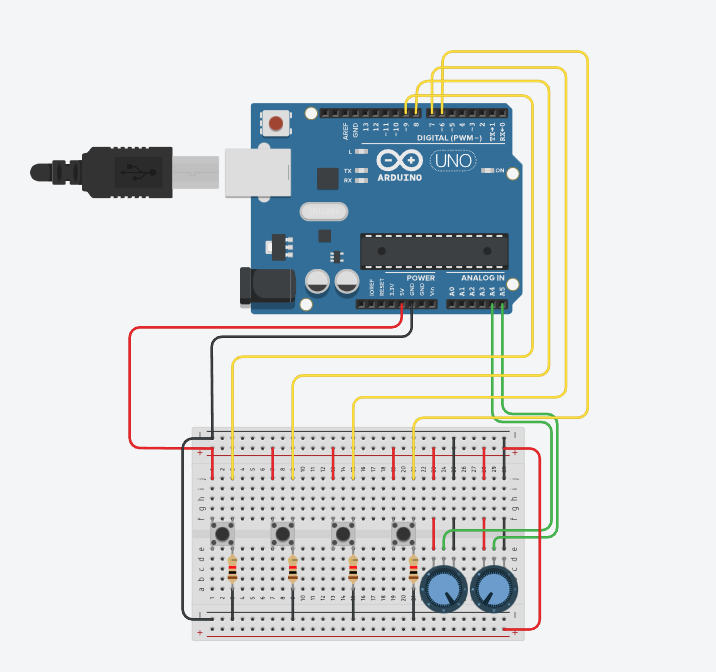 AREF
GND
13
12
~11
~10
~9
8
7
~6
~5
4
~3
2
TX→1
RX←0
DIGITAL (PWM~)
L
TX
RX
ARDUINO
UNO
ON
IOREF
RESET
3.3V
5V
GND
GND
Vin
POWER
ANALOG IN
A0
A1
A2
A3
A4
A5
j
i
h
g
f
e
d
c
b
a